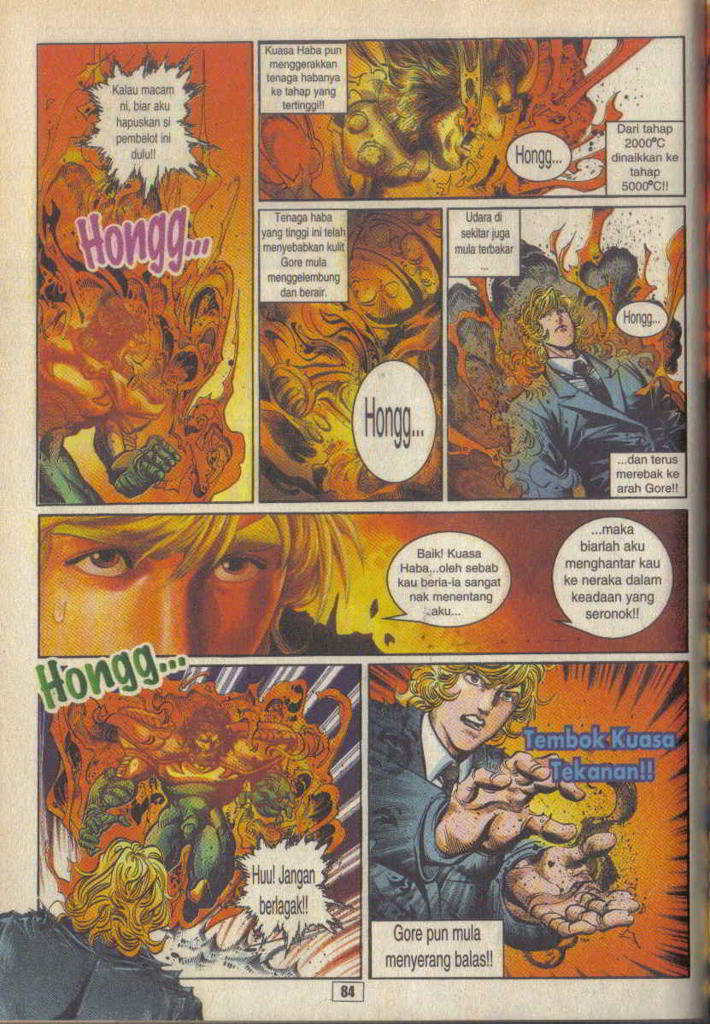 Kalau macam
ni, biar aku
hapuskan si
pembelot ini
dulu!!
Hongg...
Kuasa Haba pun
menggerakkan
tenaga habanya
ke tahap yang
tertinggi!!
Hongg...
Dari tahap
2000°C
dinaikkan ke
tahap
5000°C!!
Tenaga haba
yang tinggi ini telah
menyebabkan kulit
Gore mula
menggelembung
dan berair.
Hongg...
Udara di
sekitar juga
mula terbakar
...
Hongg...
...dan terus
merebak ke
arah Gore!!
Baik! Kuasa
Haba...oleh sebab
kau beria-ia sangat
nak menentang
aku...
...maka
biarlah aku
menghantar kau
ke neraka dalam
keadaan yang
seronok!!
Hongg...
Huu! Jangan
berlagak!!
Tembok Kuasa
Tekanan!!
Gore pun mula
menyerang balas!!
84